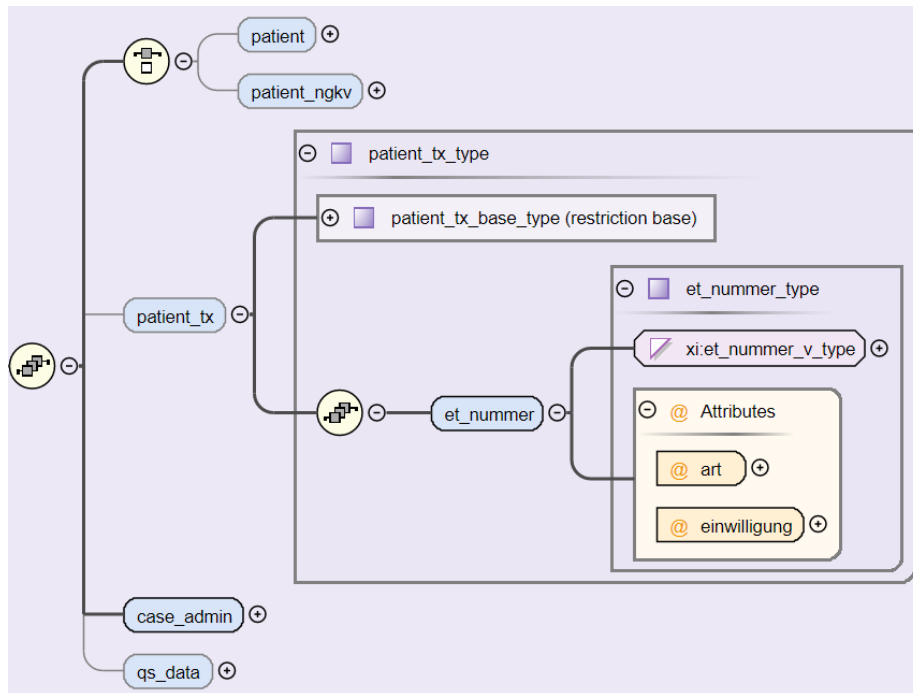 patient
patient_ngkv
patient_tx_type
patient_tx_base_type (restriction base)
patient_tx
et_nummer_type
xi:et_nummer_v_type
et_nummer
@ Attributes
@ art
@ einwilligung
case_admin
qs_data